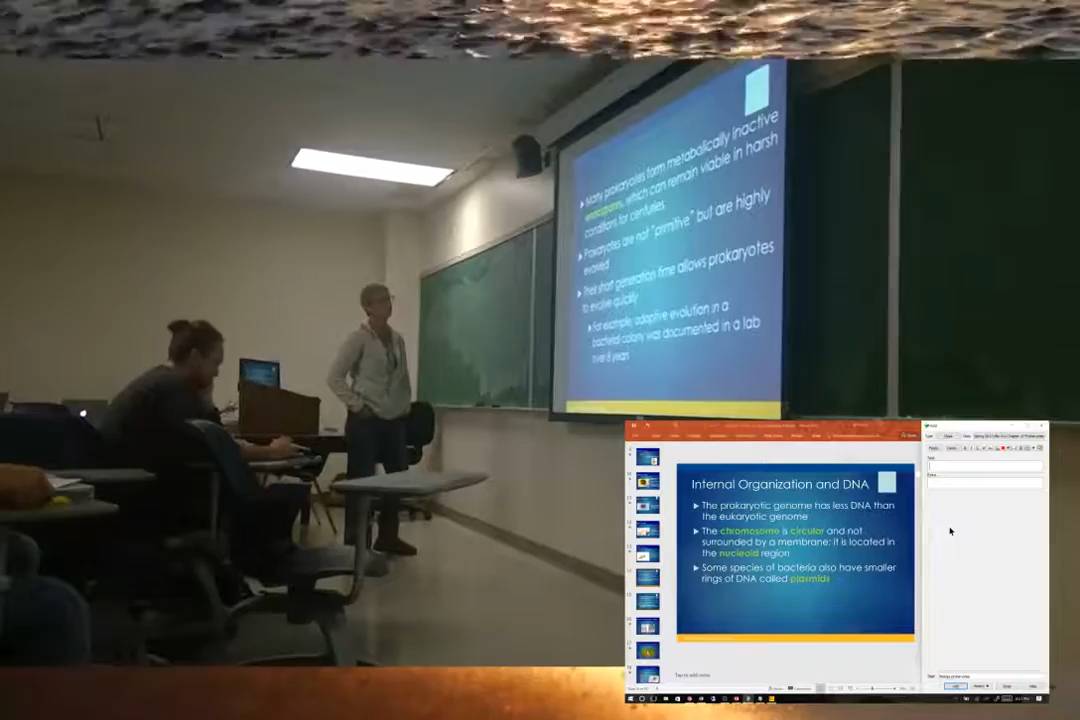 Many prokaryotes form metabolically inactive
endospores, which can remain viable in harsh
conditions for centuries
Prokaryotes are not "primitive" but are highly
evolved
Their short generation time allows prokaryotes
to evolve quickly
For example, adaptive evolution in a
bacterial colony was documented in a lab
over 8 years
Internal Organization and DNA
The prokaryotic genome has less DNA than
the eukaryotic genome
The chromosome is circular and not
surrounded by a membrane; it is located in
the nucleoid region
Some species of bacteria also have smaller
rings of DNA called plasmids
Tap to add notes